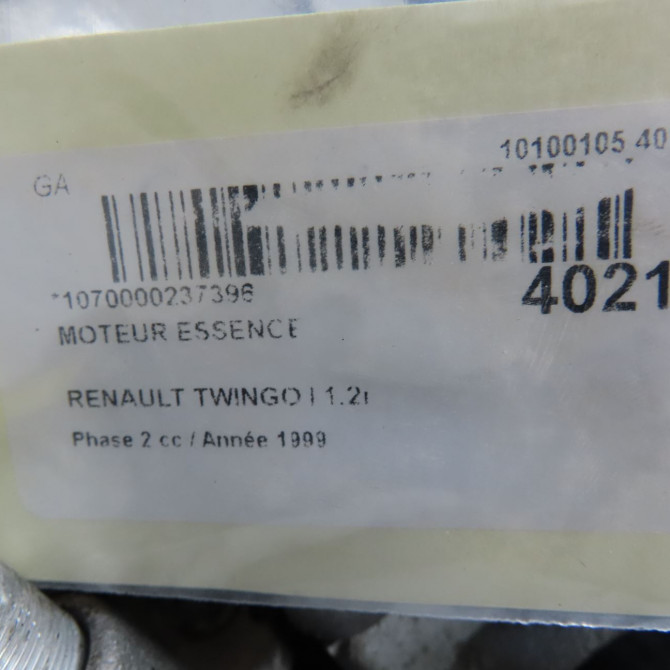 10100105 40
GA
*1070000237396
4021
MOTEUR ESSENCE
RENAULT TWINGO I 1.2i
Phase 2 cc / Année 1999